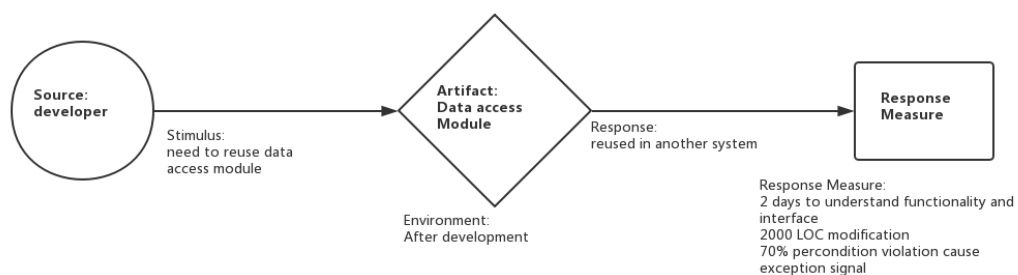 Source:
developer
Stimulus:
need to reuse data
access module
Artifact:
Data access
Module
Environment:
After development
Response:
reused in another system
Response
Measure
Response Measure:
2 days to understand functionality and
interface
2000 LOC modification
70% percondition violation cause
exception signal